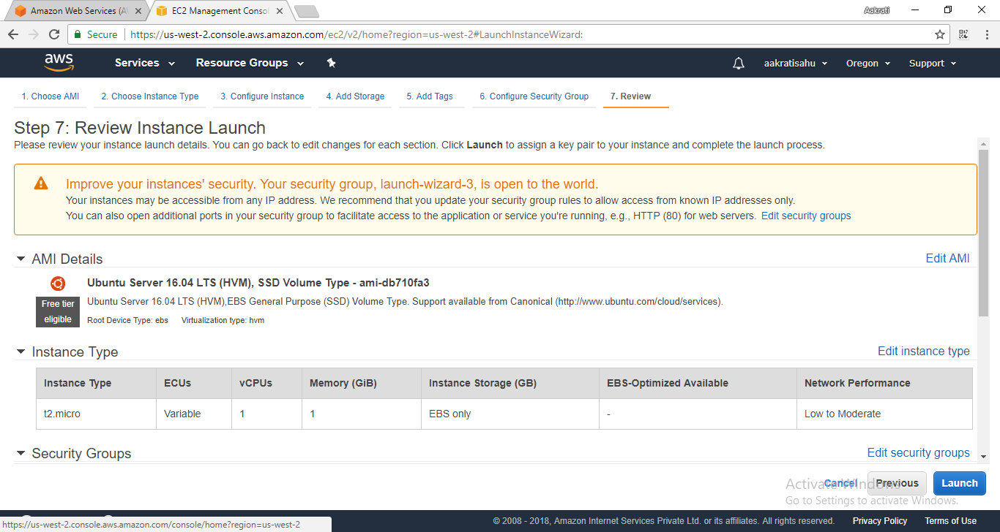 Amazon Web Services (A
EC2 Management Conso
Aakrati
Secure
https://us-west-2.console.aws.amazon.com/ec2/v2/home?region=us-west-2#LaunchInstanceWizard:
aws
Services
Resource Groups
aakratisahu
Oregon
Support
1. Choose AMI
2. Choose Instance Type
3. Configure Instance
4. Add Storage
5. Add Tags
6. Configure Security Group
7. Review
Step 7: Review Instance Launch
Please review your instance launch details. You can go back to edit changes for each section. Click Launch to assign a key pair to your instance and complete the launch process.
Improve your instances' security. Your security group, launch-wizard-3, is open to the world.
Your instances may be accessible from any IP address. We recommend that you update your security group rules to allow access from known IP addresses only.
You can also open additional ports in your security group to facilitate access to the application or service you're running, e.g., HTTP (80) for web servers. Edit security groups
AMI Details
Edit AMI
Ubuntu Server 16.04 LTS (HVM), SSD Volume Type - ami-db710fa3
Free tier
eligible
Ubuntu Server 16.04 LTS (HVM),EBS General Purpose (SSD) Volume Type. Support available from Canonical (http://www.ubuntu.com/cloud/services).
Root Device Type: ebs Virtualization type: hvm
Instance Type
Edit instance type
Instance Type ECUs vCPUs Memory (GiB) Instance Storage (GB) EBS-Optimized Available Network Performance
t2.micro Variable 1 1 EBS only - Low to Moderate
Security Groups
Edit security groups
Cancel
Previous
Launch
Activate Windows
Go to Settings to activate Windows.
https://us-west-2.console.aws.amazon.com/console/home?region=us-west-2
© 2008 - 2018, Amazon Internet Services Private Ltd. or its affiliates. All rights reserved.
Privacy Policy
Terms of Use